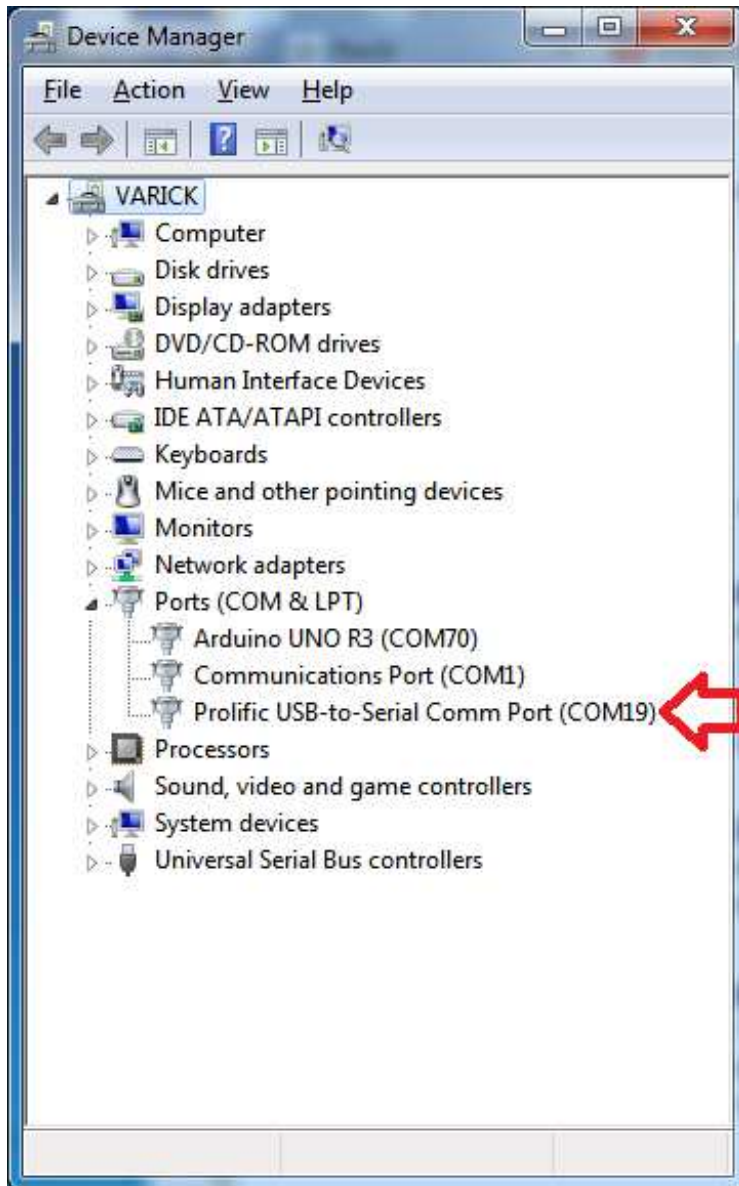 Device Manager
File Action View Help
VARICK
Computer
Disk drives
Display adapters
DVD/CD-ROM drives
Human Interface Devices
IDE ATA/ATAPI controllers
Keyboards
Mice and other pointing devices
Monitors
Network adapters
Ports (COM & LPT)
Arduino UNO R3 (COM70)
Communications Port (COM1)
Prolific USB-to-Serial Comm Port (COM19)
Processors
Sound, video and game controllers
System devices
Universal Serial Bus controllers